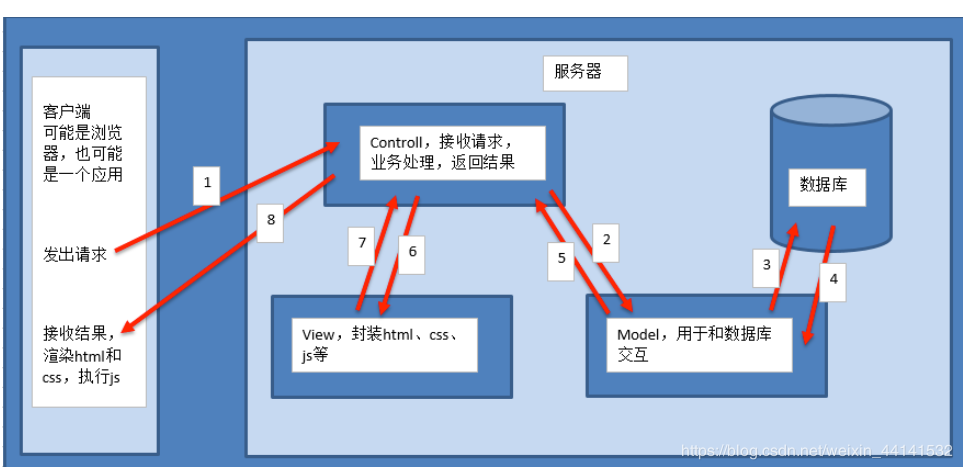 服务器
客户端
可能是浏览
器，也可能
是一个应用
发出请求
接收结果，
渲染html和
css，执行js
Controll，接收请求，
业务处理，返回结果
数据库
1
8
7
6
5
2
3
4
View，封装html、css、
js等
Model，用于和数据库
交互
https://blog.csdn.net/weixin_44141532